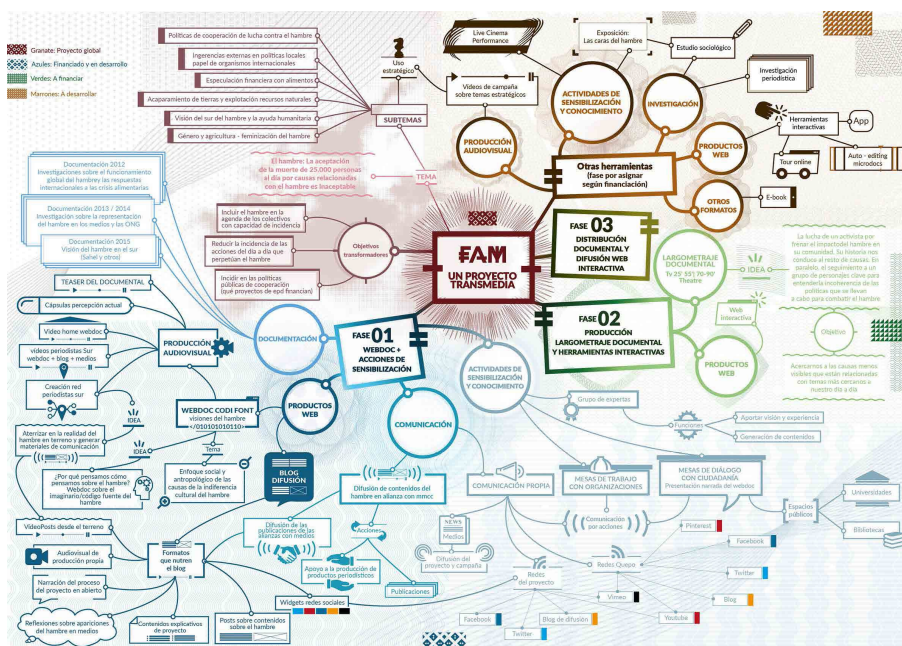 Granate: Proyecto global
Azules: Financiado y en desarrollo
Verdes: A financiar
Marrones: A desarrollar
Políticas de cooperación de lucha contra el hambre
Ingerencias externas en políticas locales
papel de organismos internacionales
Especulación financiera con alimentos
Acaparamiento de tierras y explotación recursos naturales
Visión del sur del hambre y la ayuda humanitaria
Género y agricultura - feminización del hambre
SUBTEMAS
El hambre: La aceptación
de la muerte de 25.000 personas
al día por causas relacionadas
con el hambre es inaceptable
TEMA
Uso
estratégico
Videos de campaña
sobre temas estratégicos
Live Cinema
Performance
Exposición:
Las caras del hambre
Estudio sociológico
Investigación
periodística
PRODUCCIÓN
AUDIOVISUAL
ACTIVIDADES DE
SENSIBILIZACIÓN
Y CONOCIMIENTO
INVESTIGACIÓN
PRODUCTOS
WEB
Herramientas
interactivas
App
Tour online
Auto - editing
microdocs
OTROS
FORMATOS
E-book
Otras herramientas
(fase por asignar
según financiación)
Documentación 2012
Investigaciones sobre el funcionamiento
global del hambrey las respuestas
internacionales a las crisis alimentarias
Documentación 2013 / 2014
Investigación sobre la representación
del hambre en los medios y las ONG
Documentación 2015
Visión del hambre en el sur
(Sahel y otros)
Incluir el hambre en la
agenda de los colectivos
con capacidad de incidencia
Reducir la incidencia de las
acciones del día a día que
perpetúan el hambre
Incidir en las políticas
públicas de cooperación
(qué proyectos de epd financian)
Objetivos
transformadores
FAM
UN PROYECTO
TRANSMEDIA
FASE 03
DISTRIBUCIÓN
DOCUMENTAL Y
DIFUSIÓN WEB
INTERACTIVA
FASE 02
PRODUCCIÓN
LARGOMETRAJE DOCUMENTAL
Y HERRAMIENTAS INTERACTIVAS
LARGOMETRAJE
DOCUMENTAL
Tv 25' 55'| 70-90'
Theatre
IDEA
La lucha de un activista por
frenar el impactodel hambre en
su comunidad. Su historia nos
conduce al resto de causas. En
paralelo, el seguimiento a un
grupo de personajes clave para
entenderla incoherencia de las
políticas que se llevan
a cabo para combatir el hambre
Web
interactiva
PRODUCTOS
WEB
Objetivo
Acercarnos a las causas menos
visibles que están relacionadas
con temas más cercanos a
nuestro día a día
FASE 01
WEBDOC +
ACCIONES DE
SENSIBILIZACIÓN
DOCUMENTACIÓN
TEASER DEL DOCUMENTAL
Cápsulas percepción actual
Video home webdoc
videos periodistas Sur
webdoc + blog + medios
PRODUCCIÓN
AUDIOVISUAL
Creación red
periodistas sur
IDEA
Aterrizar en la realidad del
hambre en terreno y generar
materiales de comunicación
WEBDOC CODI FONT
visiones del hambre
</010101010110>
IDEA
Tema
¿Por qué pensamos cómo
pensamos sobre el hambre?
Webdoc sobre el
imaginario/código fuente del
hambre
Enfoque social y
antropológico de las
causas de la indiferencia
cultural del hambre
PRODUCTOS
WEB
BLOG
DIFUSIÓN
COMUNICACIÓN
ACTIVIDADES DE
SENSIBILIZACIÓN
Y CONOCIMIENTO
Grupo de expertas
Funciones
Aportar visión y experiencia
Generación de contenidos
VideoPosts desde el terreno
Audiovisual de
producción propia
Narración del proceso
del proyecto en abierto
Reflexiones sobre apariciones
del hambre en medios
Formatos
que nutren
el blog
Contenidos explicativos
de proyecto
Posts sobre contenidos
sobre el hambre
Widgets redes sociales
Difusión de contenidos del
hambre en alianza con mmcc
Difusión de las
publicaciones de las
alianzas con medios
Acciones
Apoyo a la producción de
productos periodísticos
Publicaciones
COMUNICACIÓN PROPIA
NEWS
Medios
Difusión del
proyecto y campaña
MESAS DE TRABAJO
CON ORGANIZACIONES
Comunicación
por acciones
MESAS DE DIÁLOGO
CON CIUDADANÍA
Presentación narrada del webdoc
Espacios
públicos
Universidades
Bibliotecas
Redes
del proyecto
Facebook
Twitter
Blog de difusión
Vimeo
Youtube
Redes Quepo
Pinterest
Facebook
Twitter
Blog